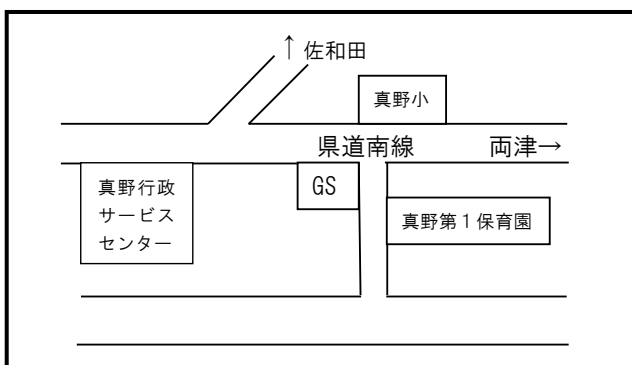 ↑佐和田
真野小
県道南線
両津→
真野行政
サービス
センター
GS
真野第1保育園